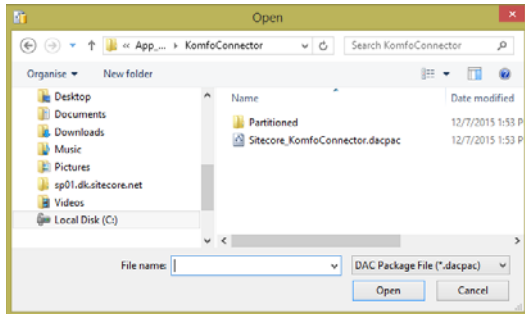 Open
« App_... ▸ KomfoConnector
Search KomfoConnector
Organise
New folder
Desktop
Documents
Downloads
Music
Pictures
sp01.dk.sitecore.net
Videos
Local Disk (C:)
Name
Date modified
Partitioned
12/7/2015 1:53 P
Sitecore_KomfoConnector.dacpac
12/7/2015 1:53 P
File name:
DAC Package File (*.dacpac)
Open
Cancel